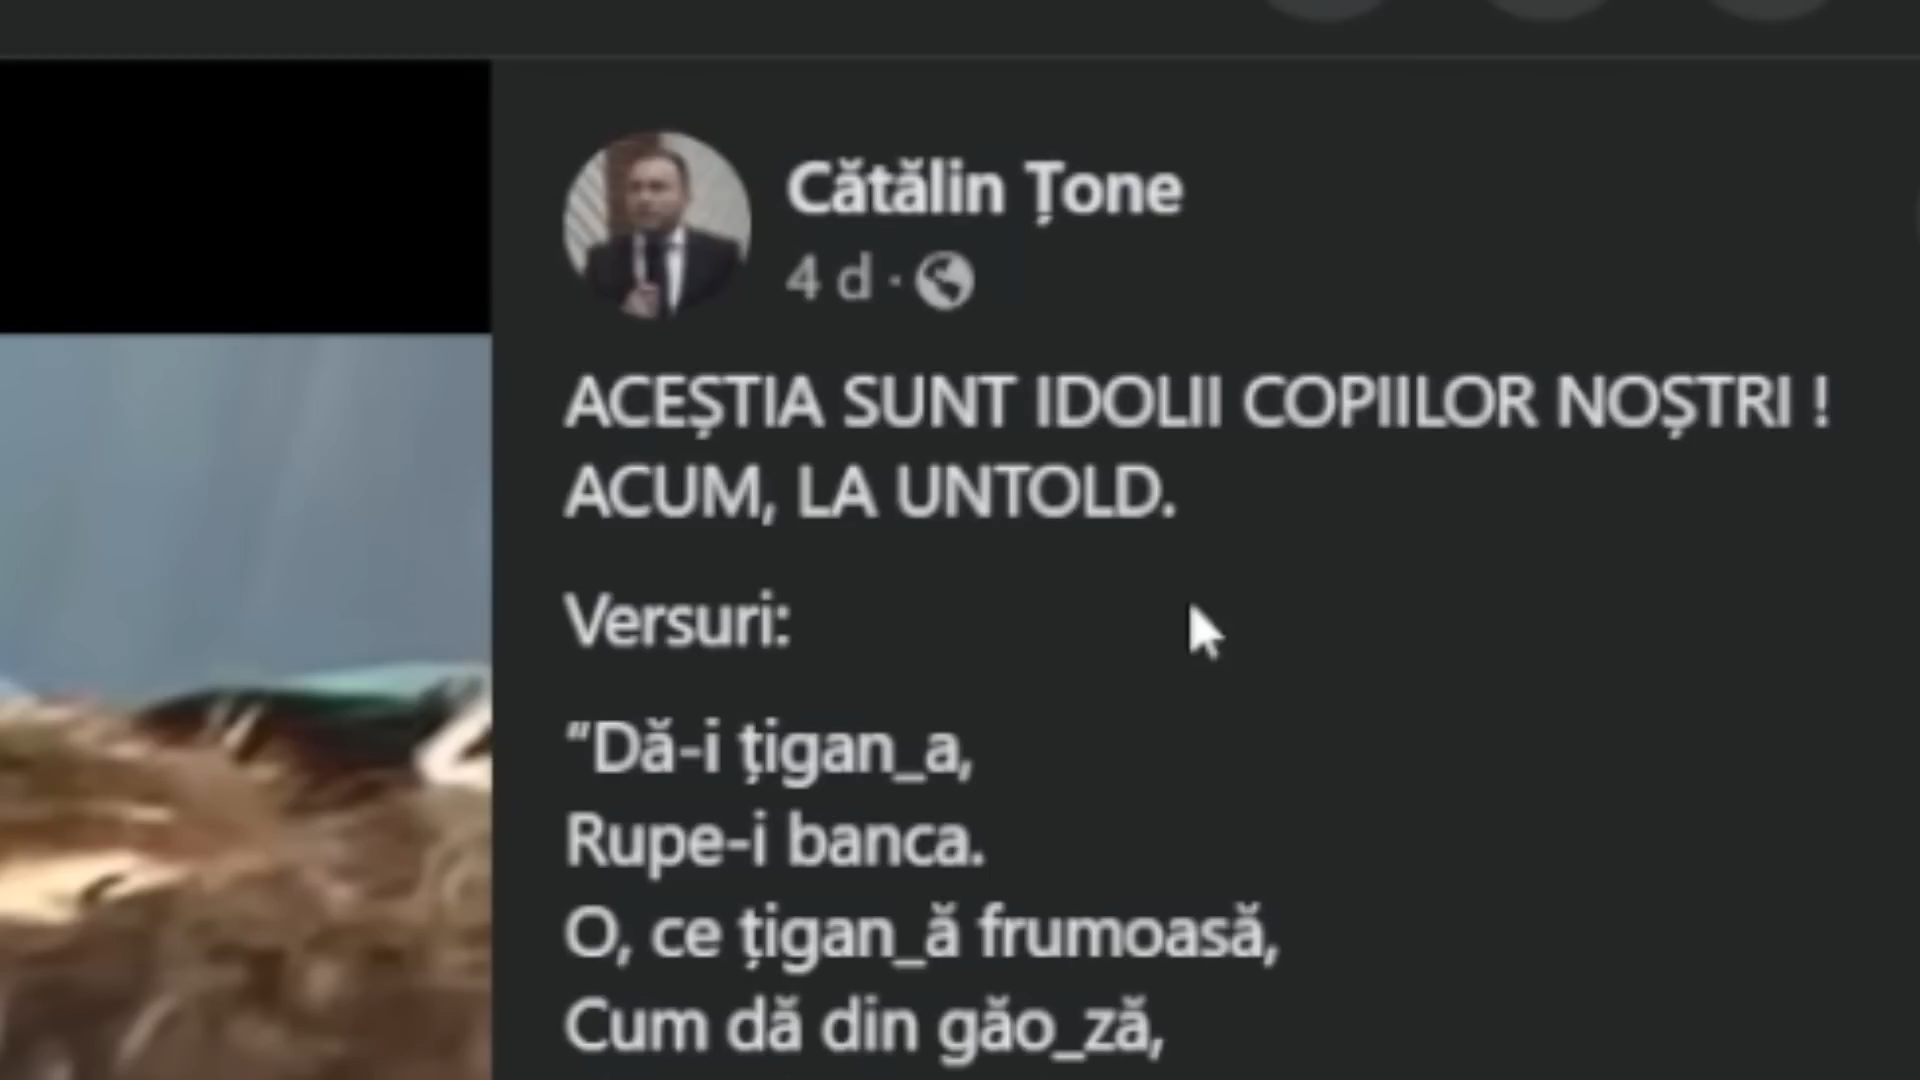 Cătălin Țone
4 d ·
ACEȘTIA SUNT IDOLII COPIILOR NOȘTRI !
ACUM, LA UNTOLD.
Versuri:
"Dă-i țigan_a,
Rupe-i banca.
O, ce țigan_ă frumoasă,
Cum dă din găo_ză,